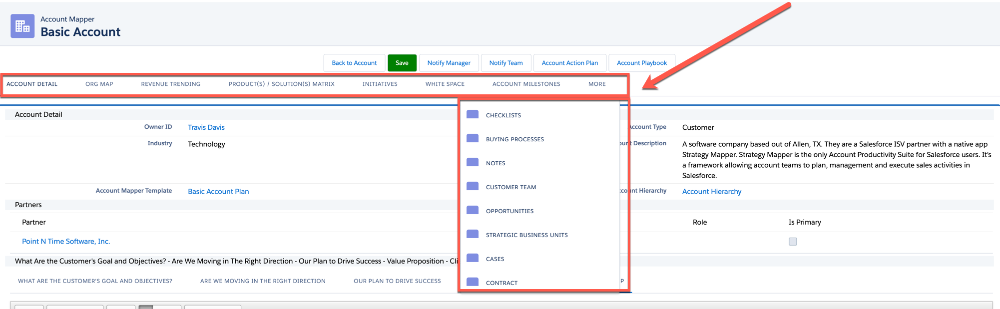 Account Mapper
Basic Account
Back to Account
Save
Notify Manager
Notify Team
Account Action Plan
Account Playbook
ACCOUNT DETAIL
ORG MAP
REVENUE TRENDING
PRODUCT(S) / SOLUTION(S) MATRIX
INITIATIVES
WHITE SPACE
ACCOUNT MILESTONES
MORE
CHECKLISTS
BUYING PROCESSES
NOTES
CUSTOMER TEAM
OPPORTUNITIES
STRATEGIC BUSINESS UNITS
CASES
CONTRACT
Account Detail
Owner ID
Travis Davis
Account Type
Customer
Industry
Technology
Description
A software company based out of Allen, TX. They are a Salesforce ISV partner with a native app
Strategy Mapper. Strategy Mapper is the only Account Productivity Suite for Salesforce users. It's
a framework allowing account teams to plan, management and execute sales activities in
Salesforce.
Account Mapper Template
Basic Account Plan
Hierarchy
Account Hierarchy
Partners
Partner
Role
Is Primary
Point N Time Software, Inc.
What Are the Customer's Goal and Objectives? - Are We Moving in The Right Direction - Our Plan to Drive Success - Value Proposition - Cli
WHAT ARE THE CUSTOMER'S GOAL AND OBJECTIVES?
ARE WE MOVING IN THE RIGHT DIRECTION
OUR PLAN TO DRIVE SUCCESS
P